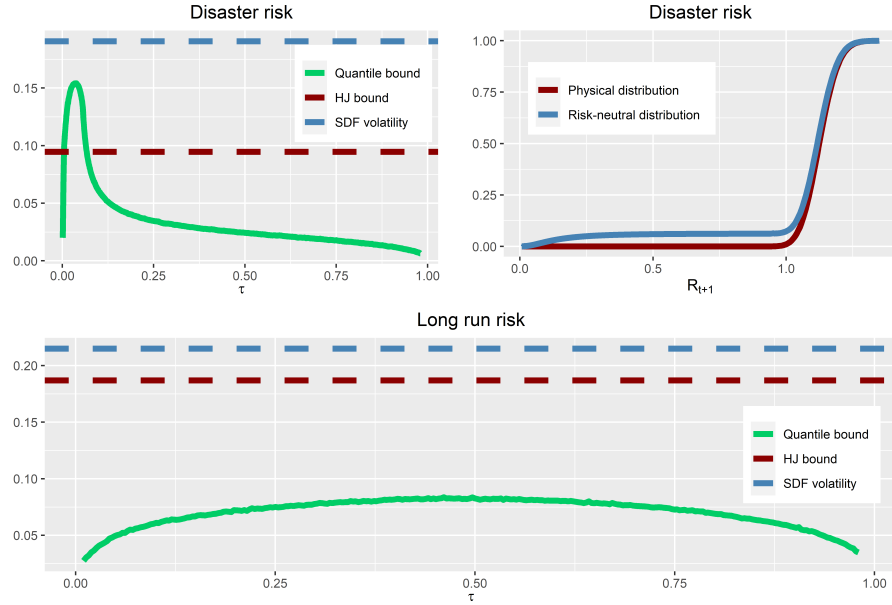 Disaster risk
0.15
0.10
0.05
0.00
Quantile bound
HJ bound
SDF volatility
0.00 0.25 0.50 0.75 1.00
τ
Disaster risk
1.00
0.75
0.50
0.25
0.00
Physical distribution
Risk-neutral distribution
0.0 0.5 1.0
Rt+1
Long run risk
0.20
0.15
0.10
0.05
Quantile bound
HJ bound
SDF volatility
0.00 0.25 0.50 0.75 1.00
τ